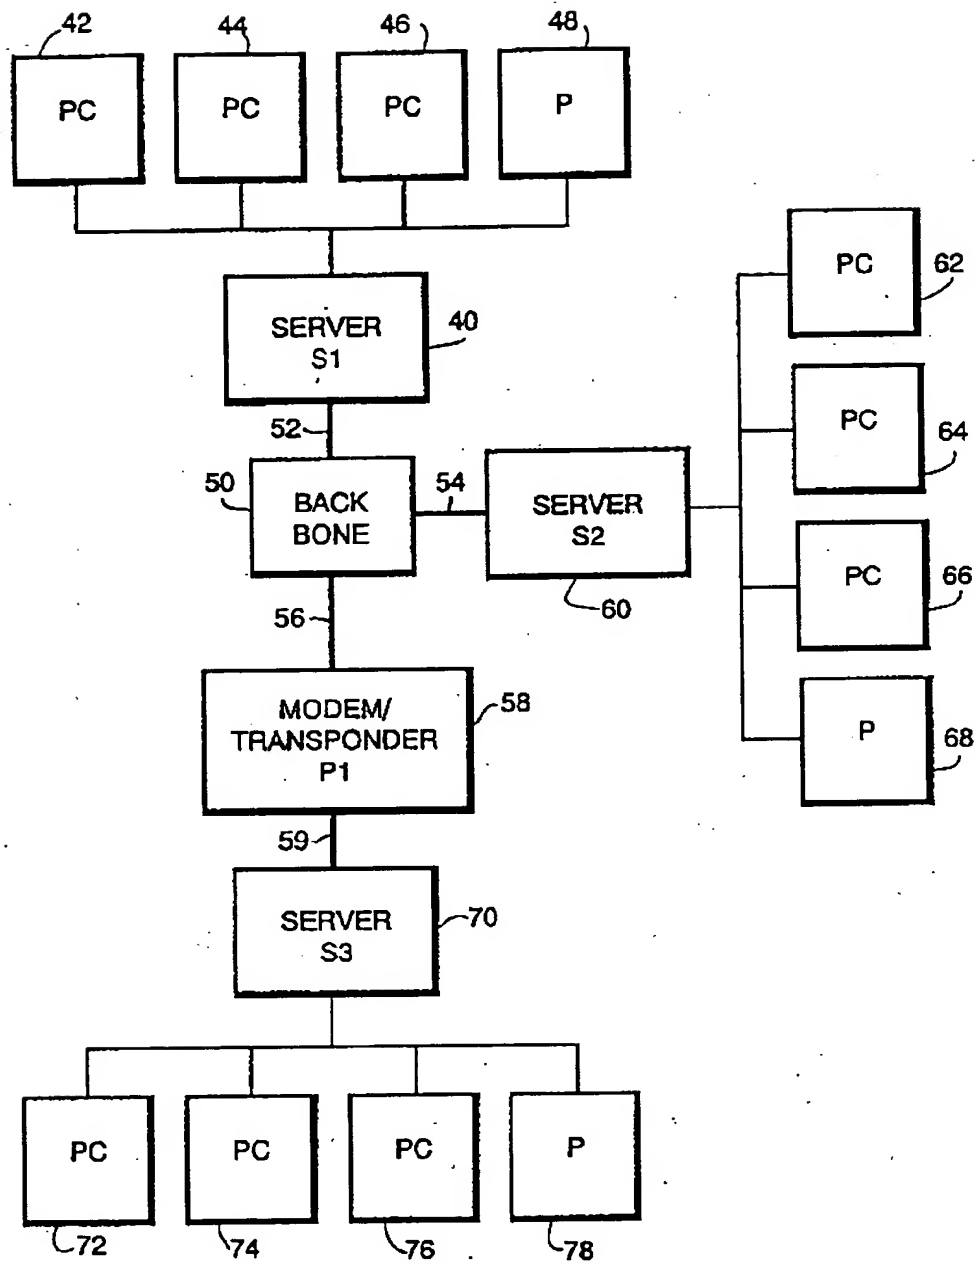 42
44
46
48
PC
PC
PC
P
PC
62
SERVER
S1
40
PC
64
52
50
BACK
BONE
54
SERVER
S2
60
PC
66
56
MODEM/
TRANSPONDER
P1
58
P
68
59
SERVER
S3
70
PC
PC
PC
P
72
74
76
78